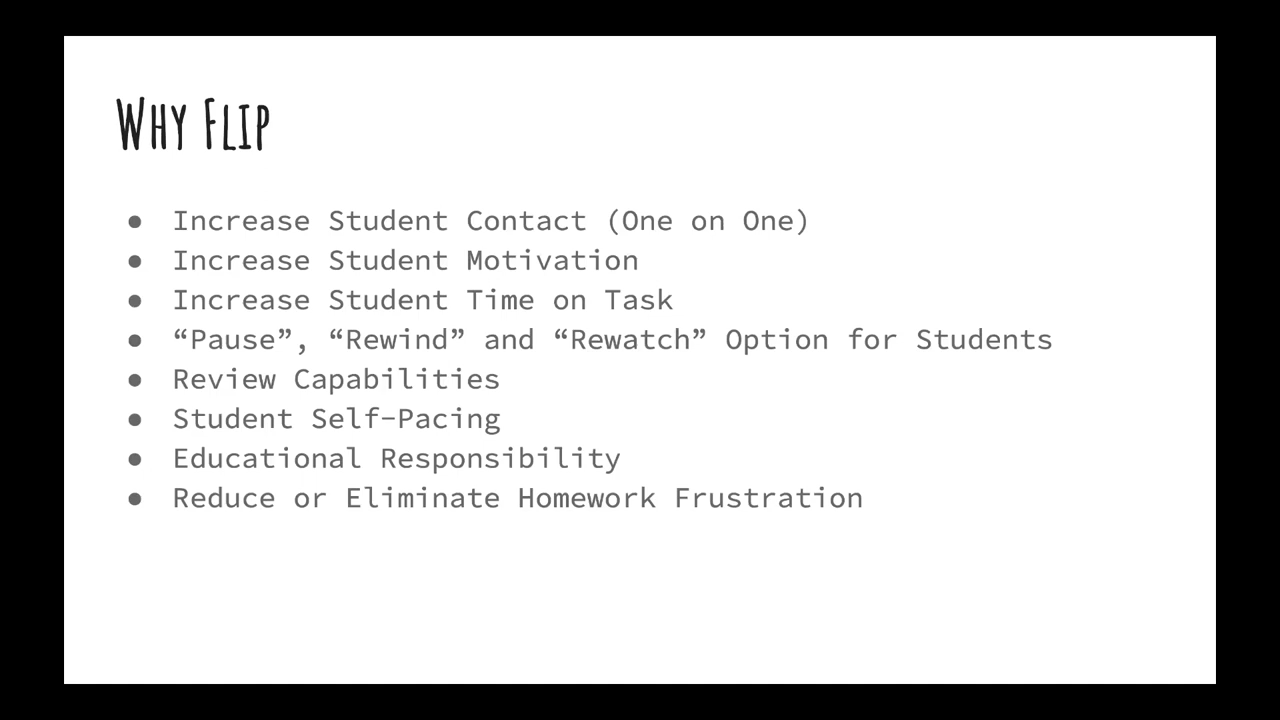 Why Flip
● Increase Student Contact (One on One)
● Increase Student Motivation
● Increase Student Time on Task
● “Pause”, “Rewind” and “Rewatch” Option for Students
● Review Capabilities
● Student Self-Pacing
● Educational Responsibility
● Reduce or Eliminate Homework Frustration